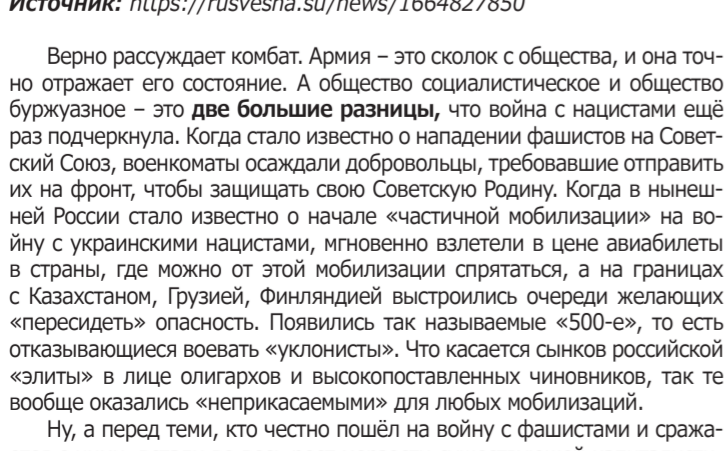 Источник: https://rusvesna.su/news/1664827850
Верно рассуждает комбат. Армия – это сколок с общества, и она точ-
но отражает его состояние. А общество социалистическое и общество
буржуазное – это две большие разницы, что война с нацистами ещё
раз подчеркнула. Когда стало известно о нападении фашистов на Совет-
ский Союз, военкоматы осаждали добровольцы, требовавшие отправить
их на фронт, чтобы защищать свою Советскую Родину. Когда в нынеш-
ней России стало известно о начале «частичной мобилизации» на во-
йну с украинскими нацистами, мгновенно взлетели в цене авиабилеты
в страны, где можно от этой мобилизации спрятаться, а на границах
с Казахстаном, Грузией, Финляндией выстроились очереди желающих
«пересидеть» опасность. Появились так называемые «500-е», то есть
отказывающиеся воевать «уклонисты». Что касается сынков российской
«элиты» в лице олигархов и высокопоставленных чиновников, так те
вообще оказались «неприкасаемыми» для любых мобилизаций.
Ну, а перед теми, кто честно пошёл на войну с фашистами и сража-